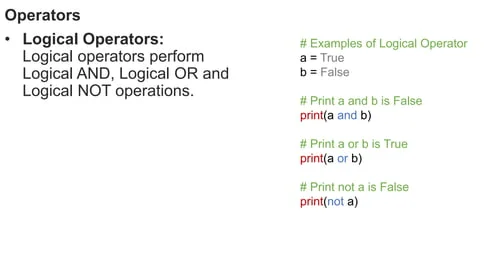 Operators
• Logical Operators:
Logical operators perform
Logical AND, Logical OR and
Logical NOT operations.
# Examples of Logical Operator
a = True
b = False
# Print a and b is False
print(a and b)
# Print a or b is True
print(a or b)
# Print not a is False
print(not a)